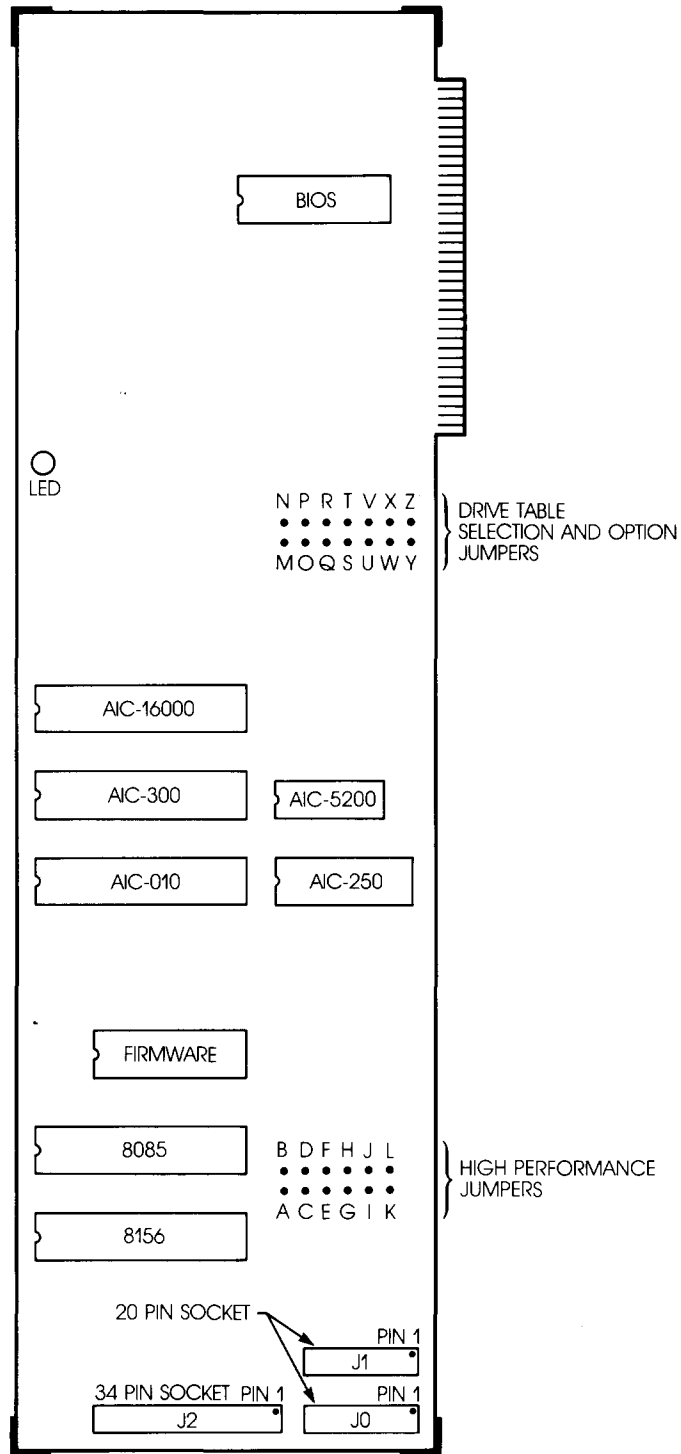 BIOS
LED
N P R T V X Z
M O Q S U W Y
DRIVE TABLE
SELECTION AND OPTION
JUMPERS
AIC-16000
AIC-300
AIC-5200
AIC-010
AIC-250
FIRMWARE
8085
B D F H J L
A C E G I K
HIGH PERFORMANCE
JUMPERS
8156
20 PIN SOCKET
PIN 1
J1
34 PIN SOCKET PIN 1
PIN 1
J2
J0